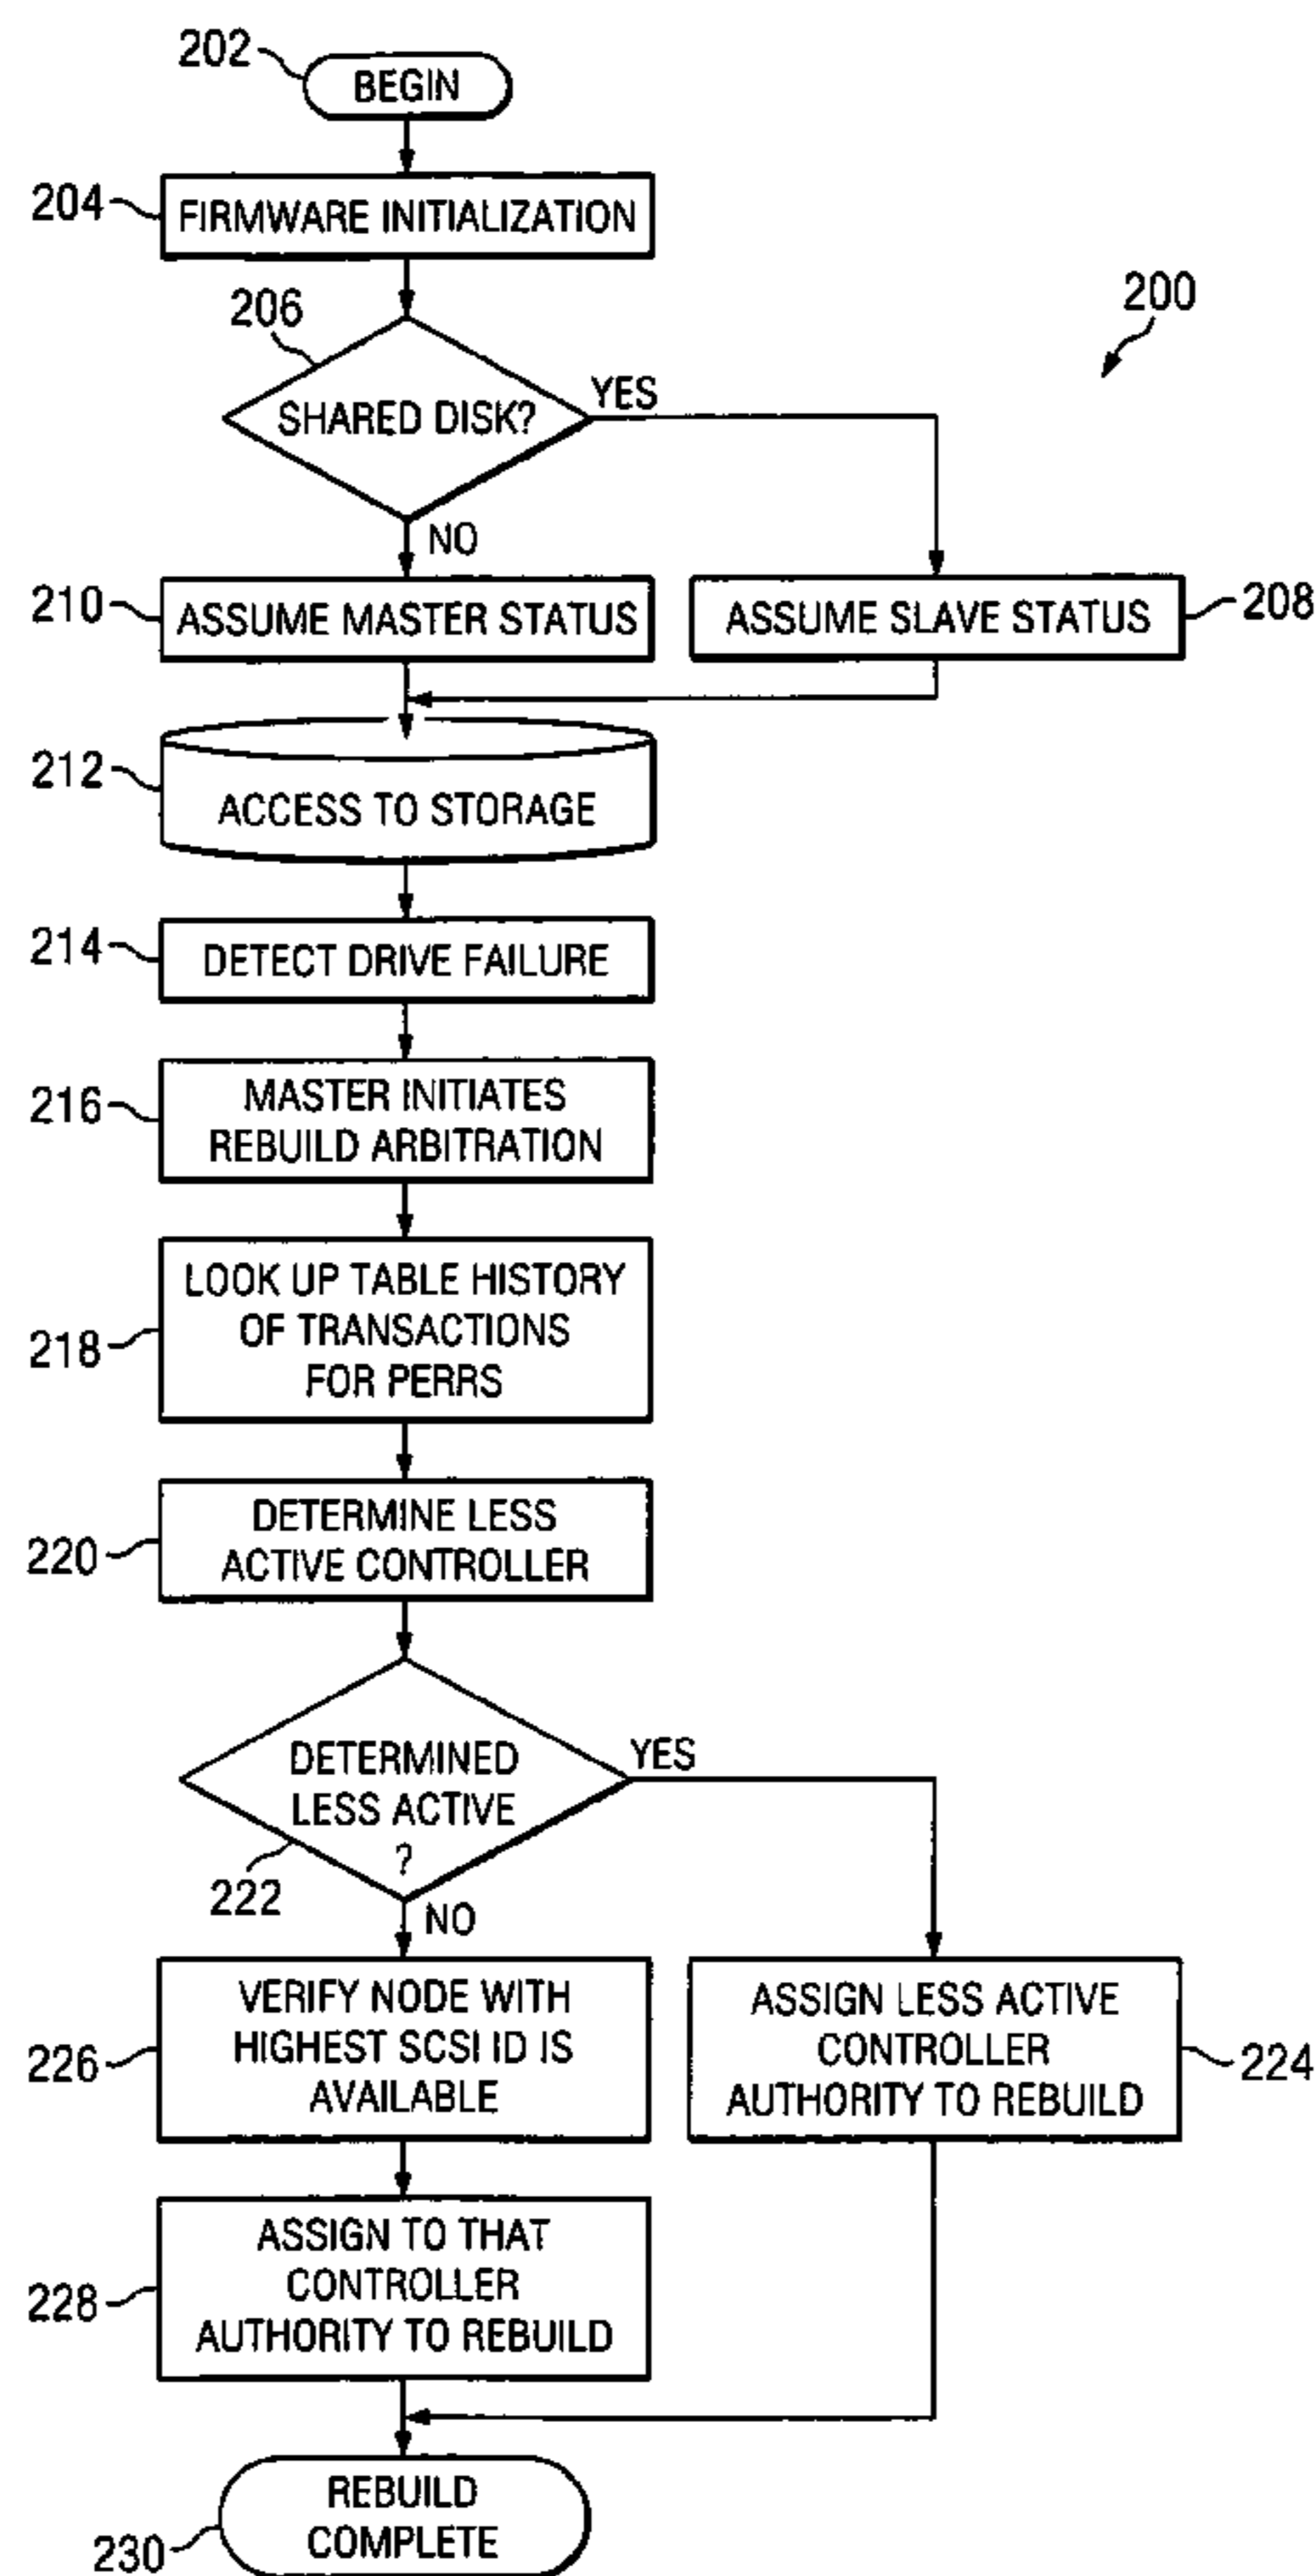 202
BEGIN
204
FIRMWARE INITIALIZATION
206
200
SHARED DISK?
YES
NO
210
ASSUME MASTER STATUS
ASSUME SLAVE STATUS
208
212
ACCESS TO STORAGE
214
DETECT DRIVE FAILURE
216
MASTER INITIATES
REBUILD ARBITRATION
218
LOOK UP TABLE HISTORY
OF TRANSACTIONS
FOR PERRS
220
DETERMINE LESS
ACTIVE CONTROLLER
DETERMINED
LESS ACTIVE
?
YES
222
NO
226
VERIFY NODE WITH
HIGHEST SCSI ID IS
AVAILABLE
ASSIGN LESS ACTIVE
CONTROLLER
AUTHORITY TO REBUILD
224
228
ASSIGN TO THAT
CONTROLLER
AUTHORITY TO REBUILD
REBUILD
COMPLETE
230